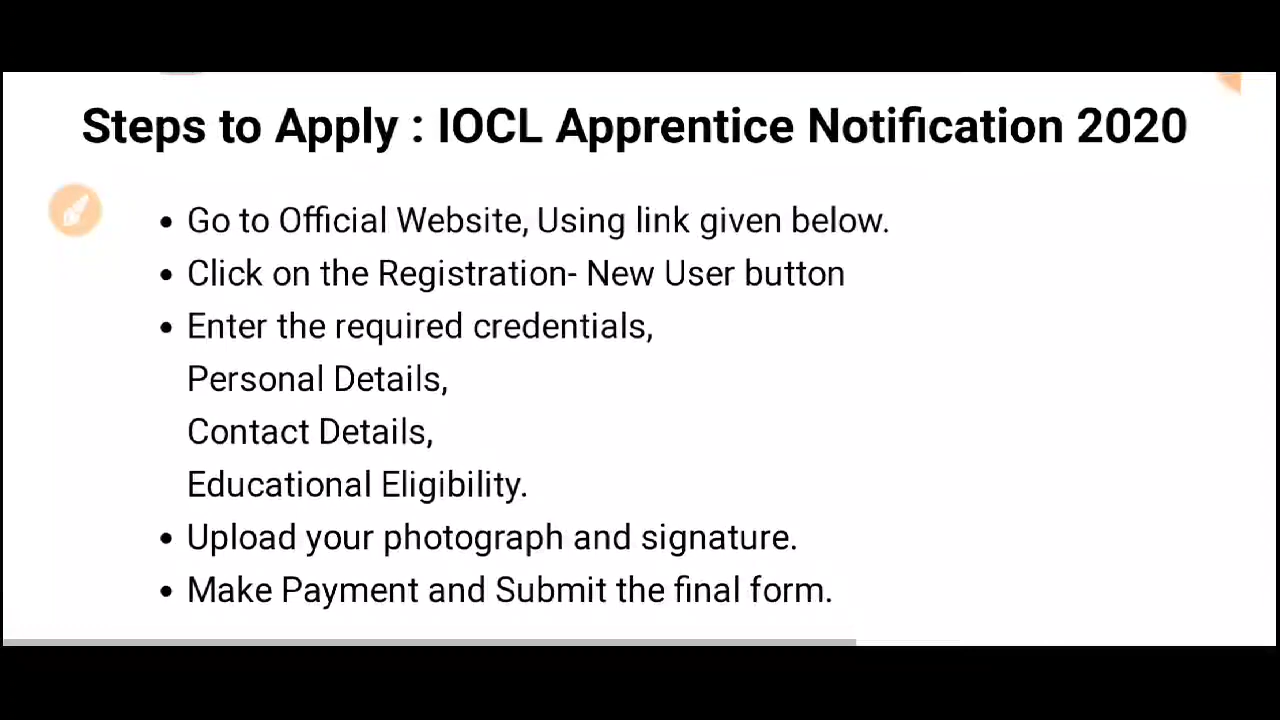 Steps to Apply : IOCL Apprentice Notification 2020
• Go to Official Website, Using link given below.
• Click on the Registration- New User button
• Enter the required credentials,
Personal Details,
Contact Details,
Educational Eligibility.
• Upload your photograph and signature.
• Make Payment and Submit the final form.